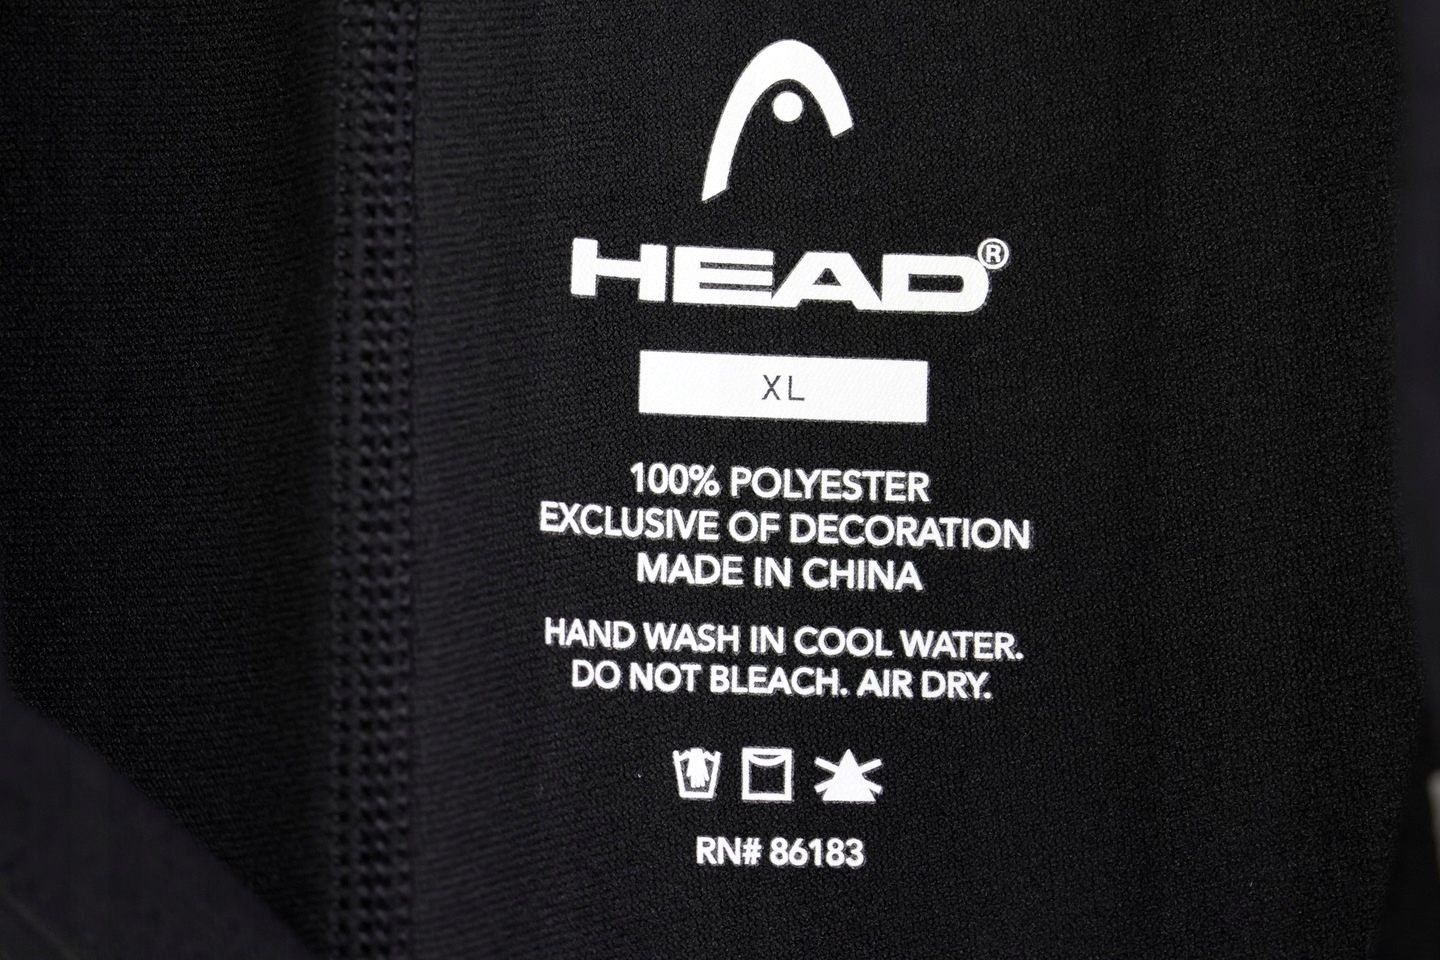 HEAD®
XL
100% POLYESTER
EXCLUSIVE OF DECORATION
MADE IN CHINA
HAND WASH IN COOL WATER.
DO NOT BLEACH. AIR DRY.
RN# 86183